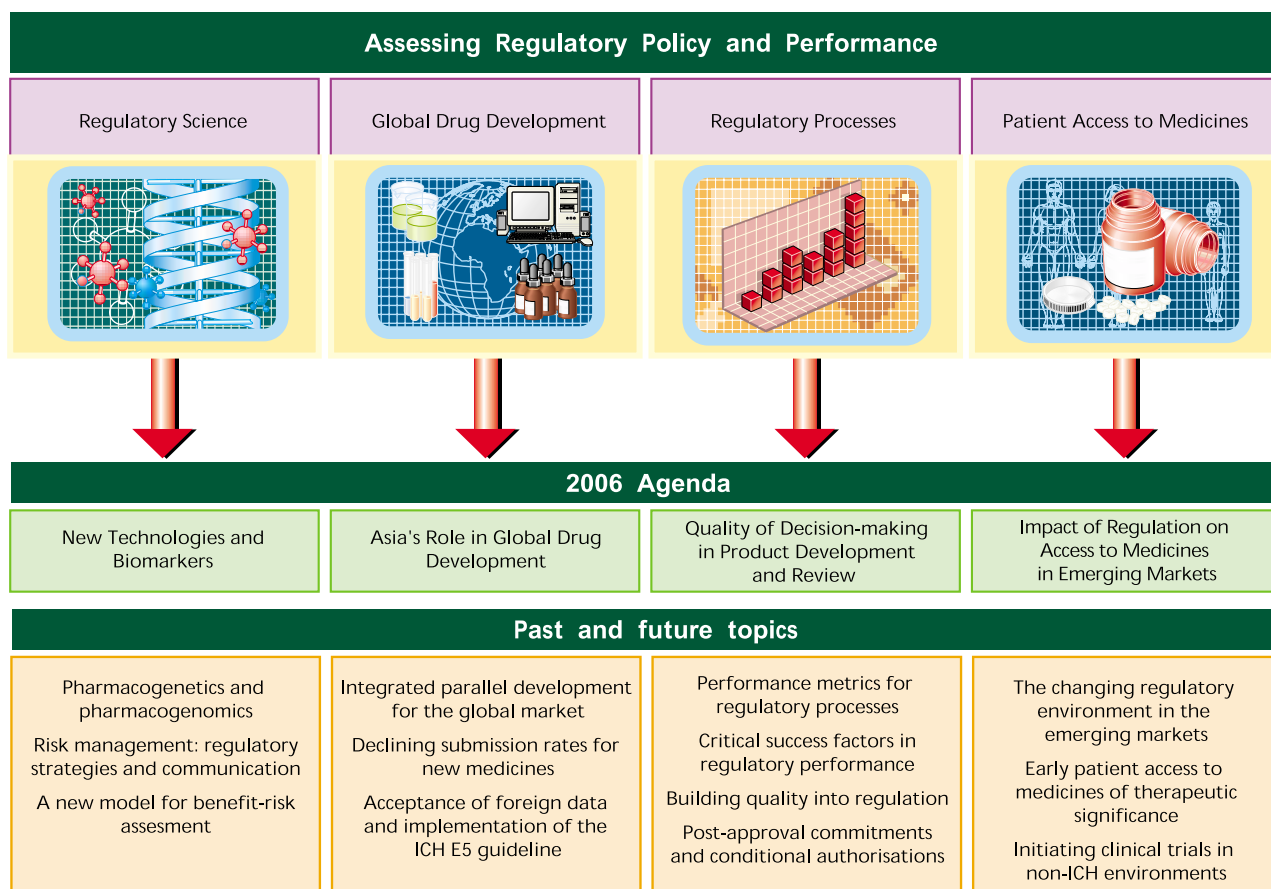 Assessing Regulatory Policy and Performance
Regulatory Science
Global Drug Development
Regulatory Processes
Patient Access to Medicines
2006 Agenda
New Technologies and
Biomarkers
Asia's Role in Global Drug
Development
Quality of Decision-making
in Product Development
and Review
Impact of Regulation on
Access to Medicines
in Emerging Markets
Past and future topics
Pharmacogenetics and
pharmacogenomics
Risk management: regulatory
strategies and communication
A new model for benefit-risk
assesment
Integrated parallel development
for the global market
Declining submission rates for
new medicines
Acceptance of foreign data
and implementation of the
ICH E5 guideline
Performance metrics for
regulatory processes
Critical success factors in
regulatory performance
Building quality into regulation
Post-approval commitments
and conditional authorisations
The changing regulatory
environment in the
emerging markets
Early patient access to
medicines of therapeutic
significance
Initiating clinical trials in
non-ICH environments